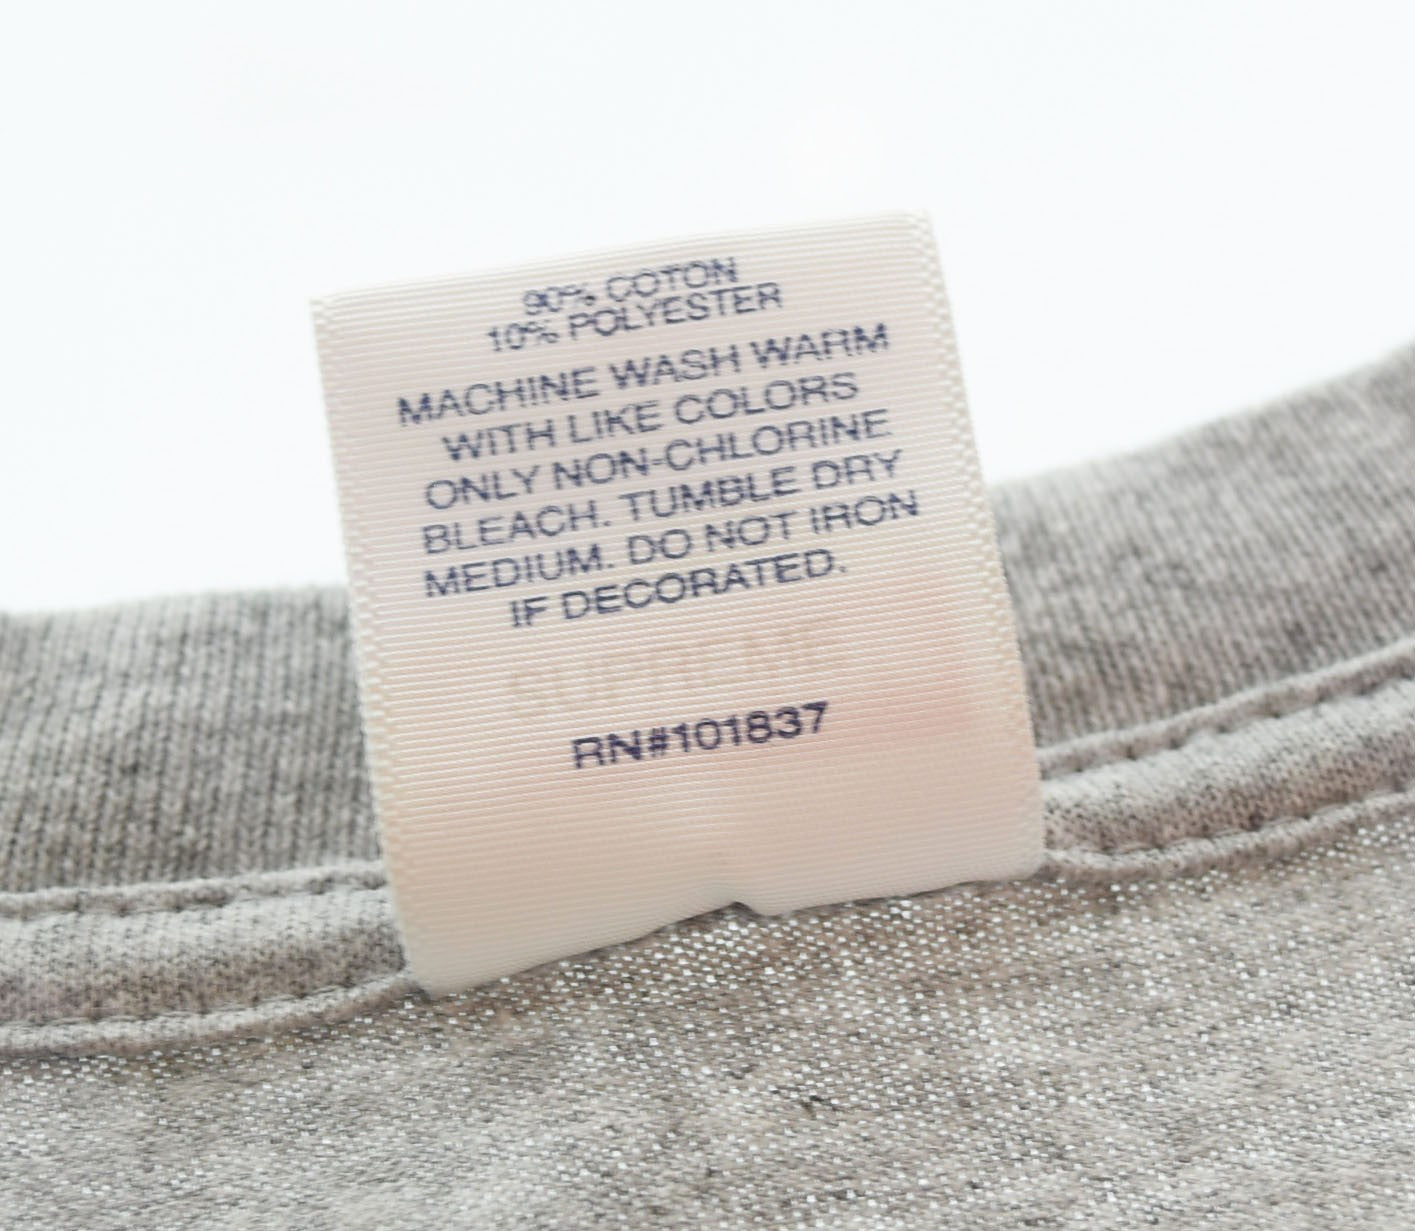 90% COTON
10% POLYESTER
MACHINE WASH WARM
WITH LIKE COLORS
ONLY NON-CHLORINE
BLEACH. TUMBLE DRY
MEDIUM. DO NOT IRON
IF DECORATED.
SUPREME
RN#101837